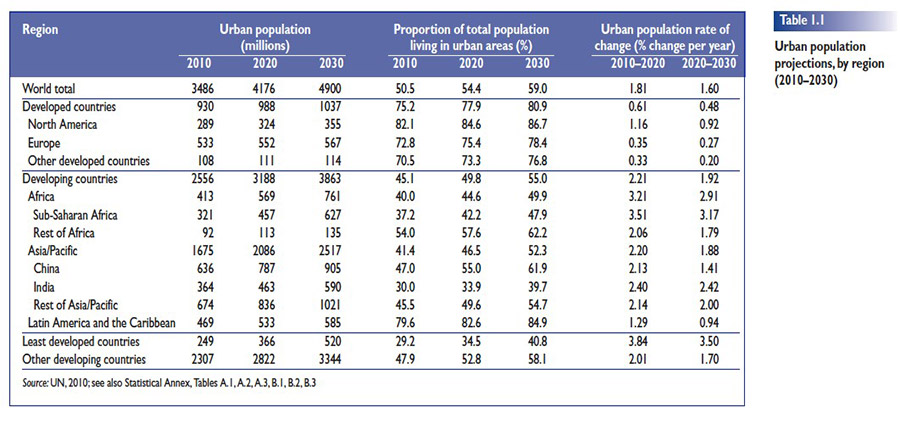 Region Urban population Proportion of total population Urban population rate of
(millions) living in urban areas (%) change (% change per year)
2010 2020 2030 2010 2020 2030 2010–2020 2020–2030
World total 3486 4176 4900 50.5 54.4 59.0 1.81 1.60
Developed countries 930 988 1037 75.2 77.9 80.9 0.61 0.48
North America 289 324 355 82.1 84.6 86.7 1.16 0.92
Europe 533 552 567 72.8 75.4 78.4 0.35 0.27
Other developed countries 108 111 114 70.5 73.3 76.8 0.33 0.20
Developing countries 2556 3188 3863 45.1 49.8 55.0 2.21 1.92
Africa 413 569 761 40.0 44.6 49.9 3.21 2.91
Sub-Saharan Africa 321 457 627 37.2 42.2 47.9 3.51 3.17
Rest of Africa 92 113 135 54.0 57.6 62.2 2.06 1.79
Asia/Pacific 1675 2086 2517 41.4 46.5 52.3 2.20 1.88
China 636 787 905 47.0 55.0 61.9 2.13 1.41
India 364 463 590 30.0 33.9 39.7 2.40 2.42
Rest of Asia/Pacific 674 836 1021 45.5 49.6 54.7 2.14 2.00
Latin America and the Caribbean 469 533 585 79.6 82.6 84.9 1.29 0.94
Least developed countries 249 366 520 29.2 34.5 40.8 3.84 3.50
Other developing countries 2307 2822 3344 47.9 52.8 58.1 2.01 1.70
Source: UN, 2010; see also Statistical Annex, Tables A.1, A.2, A.3, B.1, B.2, B.3
Table 1.1
Urban population
projections, by region
(2010–2030)